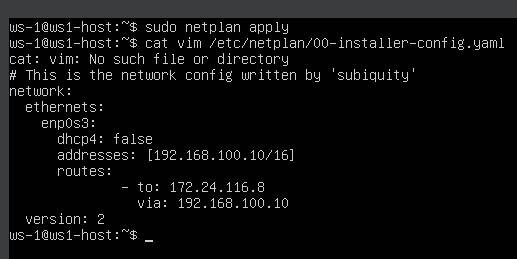 ws-1@ws1-host:~$ sudo netplan apply
ws-1@ws1-host:~$ cat vim /etc/netplan/00-installer-config.yaml
cat: vim: No such file or directory
# This is the network config written by 'subiquity'
network:
  ethernets:
    enp0s3:
      dhcp4: false
      addresses: [192.168.100.10/16]
      routes:
              - to: 172.24.116.8
                via: 192.168.100.10
  version: 2
ws-1@ws1-host:~$ _